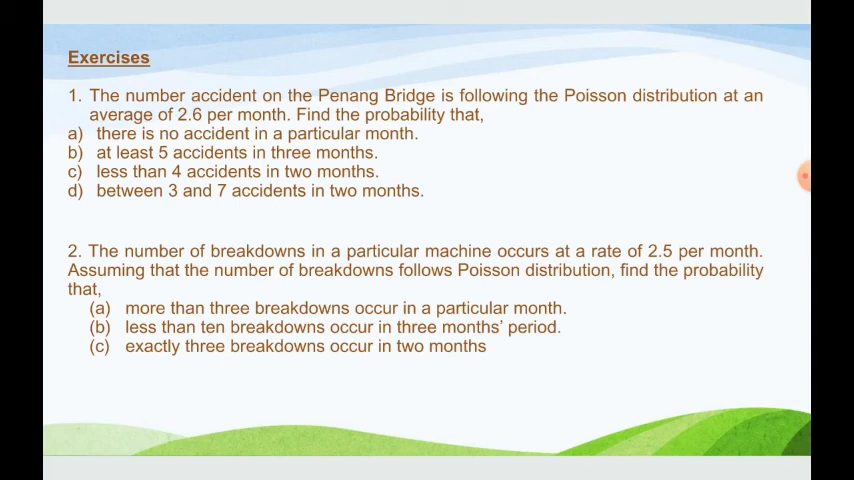 Exercises
1. The number accident on the Penang Bridge is following the Poisson distribution at an
average of 2.6 per month. Find the probability that,
a) there is no accident in a particular month.
b) at least 5 accidents in three months.
c) less than 4 accidents in two months.
d) between 3 and 7 accidents in two months.
2. The number of breakdowns in a particular machine occurs at a rate of 2.5 per month.
Assuming that the number of breakdowns follows Poisson distribution, find the probability
that,
(a) more than three breakdowns occur in a particular month.
(b) less than ten breakdowns occur in three months’ period.
(c) exactly three breakdowns occur in two months